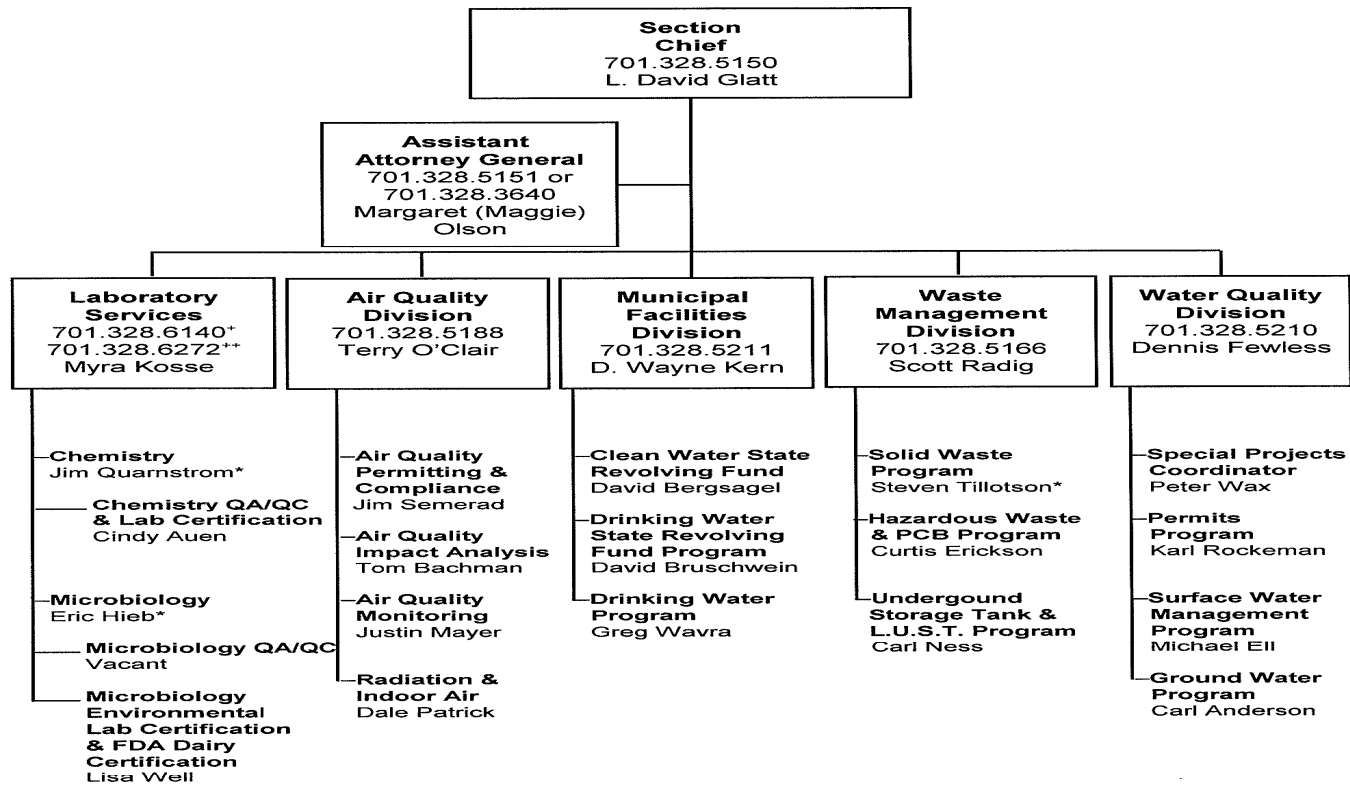 Section
Chief
701.328.5150
L. David Glatt
Assistant
Attorney General
701.328.5151 or
701.328.3640
Margaret (Maggie)
Olson
Laboratory
Services
701.328.6140+
701.328.6272++
Myra Kosse
Air Quality
Division
701.328.5188
Terry O'Clair
Municipal
Facilities
Division
701.328.5211
D. Wayne Kern
Waste
Management
Division
701.328.5166
Scott Radig
Water Quality
Division
701.328.5210
Dennis Fewless
Chemistry
Jim Quarnstrom*
Chemistry QA/QC
& Lab Certification
Cindy Auen
Microbiology
Eric Hieb*
Microbiology QA/QC
Vacant
Microbiology
Environmental
Lab Certification
& FDA Dairy
Certification
Lisa Well
Air Quality
Permitting &
Compliance
Jim Semerad
Air Quality
Impact Analysis
Tom Bachman
Air Quality
Monitoring
Justin Mayer
Radiation &
Indoor Air
Dale Patrick
Clean Water State
Revolving Fund
David Bergsagel
Drinking Water
State Revolving
Fund Program
David Bruschwein
Drinking Water
Program
Greg Wavra
Solid Waste
Program
Steven Tillotson*
Hazardous Waste
& PCB Program
Curtis Erickson
Undergound
Storage Tank &
L.U.S.T. Program
Carl Ness
Special Projects
Coordinator
Peter Wax
Permits
Program
Karl Rockeman
Surface Water
Management
Program
Michael Ell
Ground Water
Program
Carl Anderson